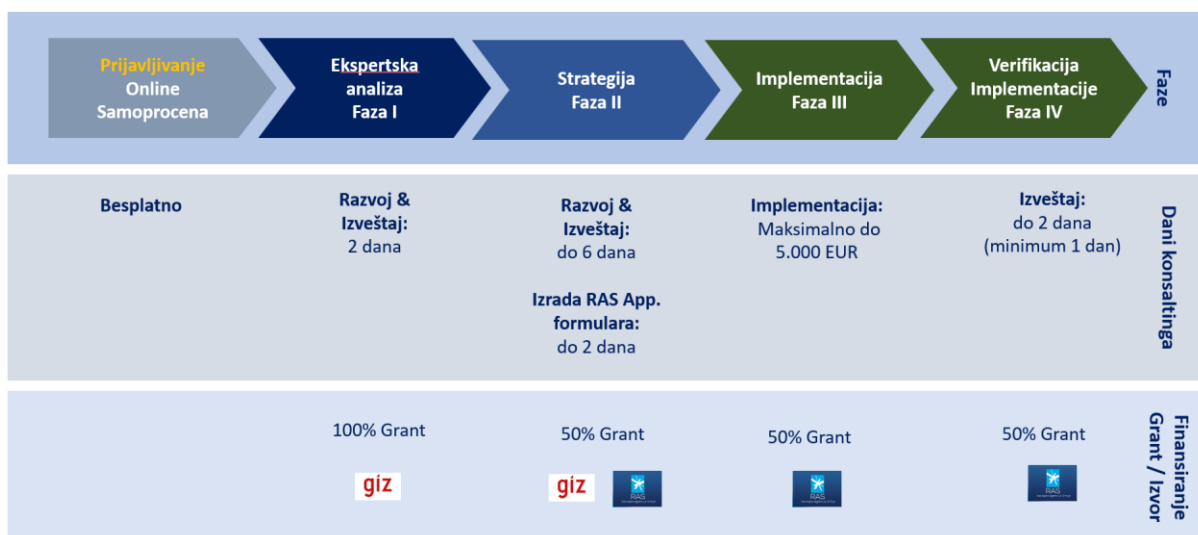 Prijavljivanje
Online
Samoprocena
Ekspertska
analiza
Faza I
Strategija
Faza II
Implementacija
Faza III
Verifikacija
Implementacije
Faza IV
Faze
Besplatno
Razvoj &
Izveštaj:
2 dana
Razvoj &
Izveštaj:
do 6 dana
Izrada RAS App.
formulara:
do 2 dana
Implementacija:
Maksimalno do
5.000 EUR
Izveštaj:
do 2 dana
(minimum 1 dan)
Dani konsaltinga
100% Grant
giz
50% Grant
giz
RAS
50% Grant
RAS
50% Grant
RAS
Finansiranje
Grant / Izvor